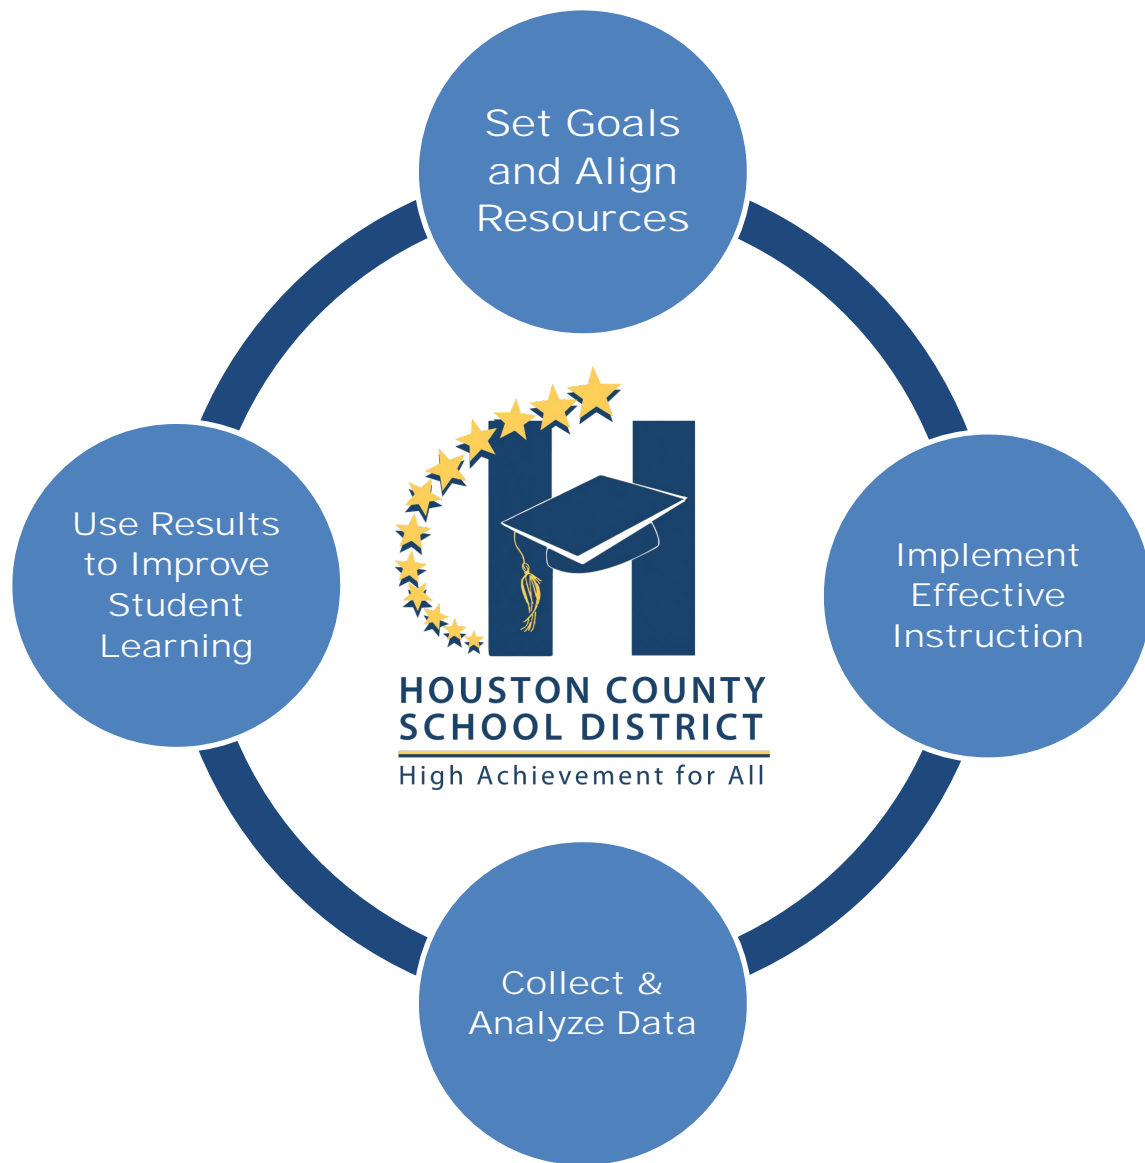 Set Goals
and Align
Resources
Implement
Effective
Instruction
Collect &
Analyze Data
Use Results
to Improve
Student
Learning
H
HOUSTON COUNTY
SCHOOL DISTRICT
High Achievement for All